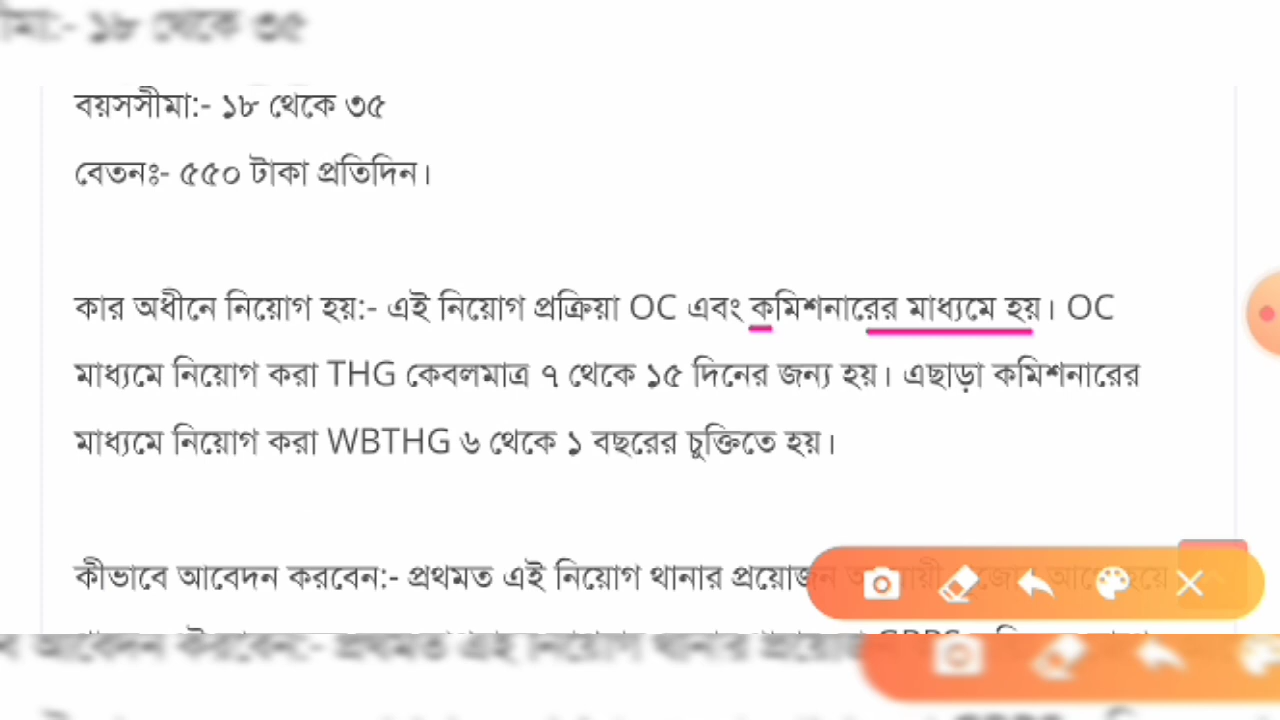 বয়সসীমা:- ১৮ থেকে ৩৫
বেতনঃ- ৫৫০ টাকা প্রতিদিন।
কার অধীনে নিয়োগ হয়:- এই নিয়োগ প্রক্রিয়া OC এবং কমিশনারের মাধ্যমে হয়। OC
মাধ্যমে নিয়োগ করা THG কেবলমাত্র ৭ থেকে ১৫ দিনের জন্য হয়। এছাড়া কমিশনারের
মাধ্যমে নিয়োগ করা WBTHG ৬ থেকে ১ বছরের চুক্তিতে হয়।
কীভাবে আবেদন করবেন:- প্রথমত এই নিয়োগ থানার প্রয়োজন